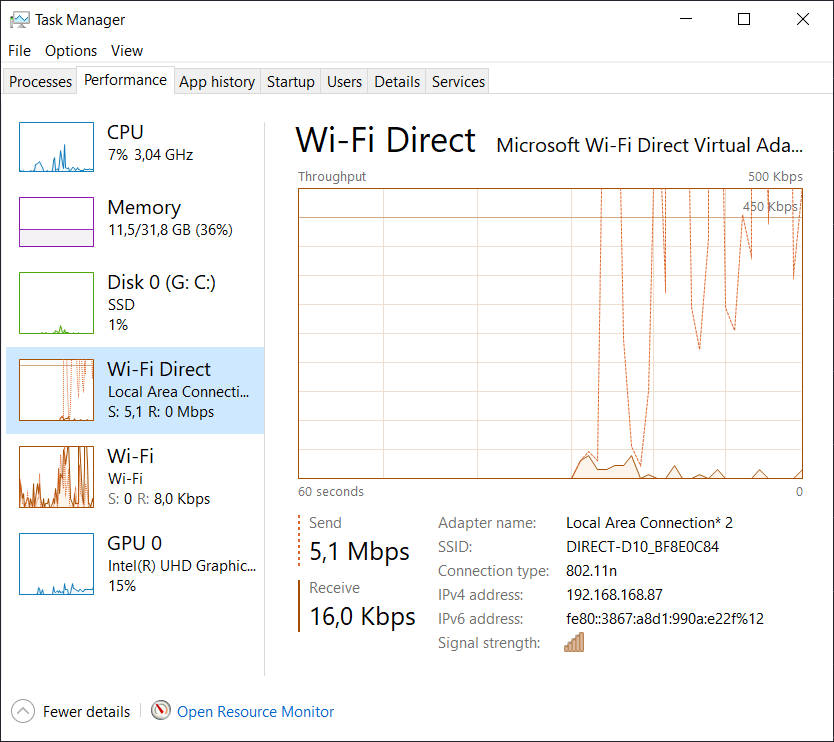 Task Manager
File Options View
Processes Performance App history Startup Users Details Services
CPU
7% 3,04 GHz
Memory
11,5/31,8 GB (36%)
Disk 0 (G: C:)
SSD
1%
Wi-Fi Direct
Local Area Connecti...
S: 5,1 R: 0 Mbps
Wi-Fi
Wi-Fi
S: 0 R: 8,0 Kbps
GPU 0
Intel(R) UHD Graphic...
15%
Wi-Fi Direct Microsoft Wi-Fi Direct Virtual Ada...
Throughput 500 Kbps
450 Kbps
60 seconds 0
Send
5,1 Mbps
Receive
16,0 Kbps
Adapter name: Local Area Connection* 2
SSID: DIRECT-D10_BF8E0C84
Connection type: 802.11n
IPv4 address: 192.168.168.87
IPv6 address: fe80::3867:a8d1:990a:e22f%12
Signal strength:
Fewer details Open Resource Monitor